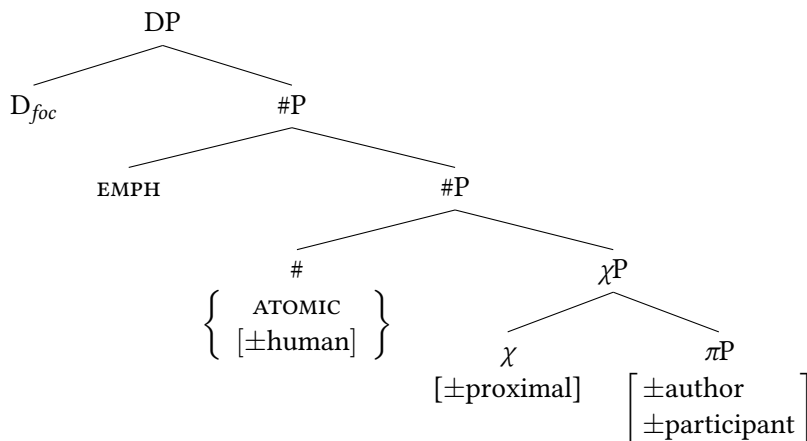 DP
D_foc #P
EMPH #P
# χP
{ ATOMIC [±human] } χ πP
[±proximal] [ ±author ±participant ]